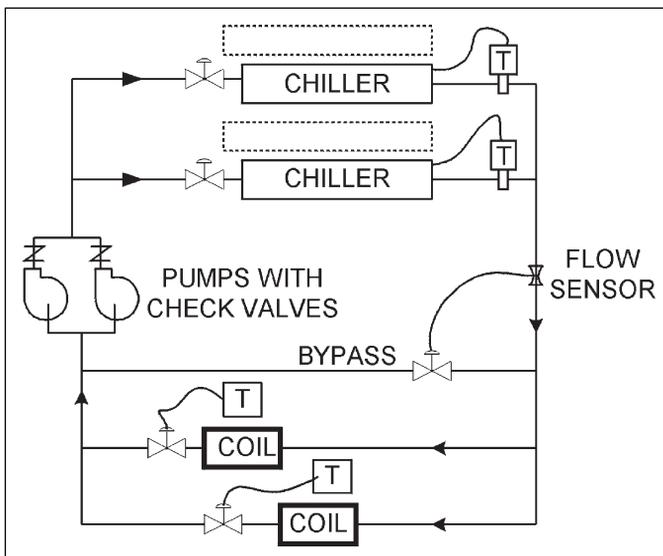 T
CHILLER
T
CHILLER
PUMPS WITH
CHECK VALVES
FLOW
SENSOR
BYPASS
T
COIL
T
COIL